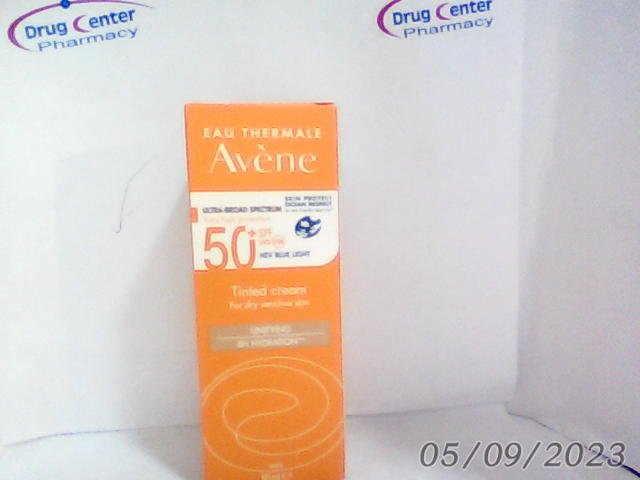 Drug Center
Pharmacy
Drug Center
Pharmacy
EAU THERMALE
Avène
SKIN PROTECT
OCEAN RESPECT
ULTRA-BROAD SPECTRUM
50+
SPF
HEV BLUE LIGHT
Tinted cream
For dry sensitive skin
UNIFYING
8H HYDRATION
05/09/2023